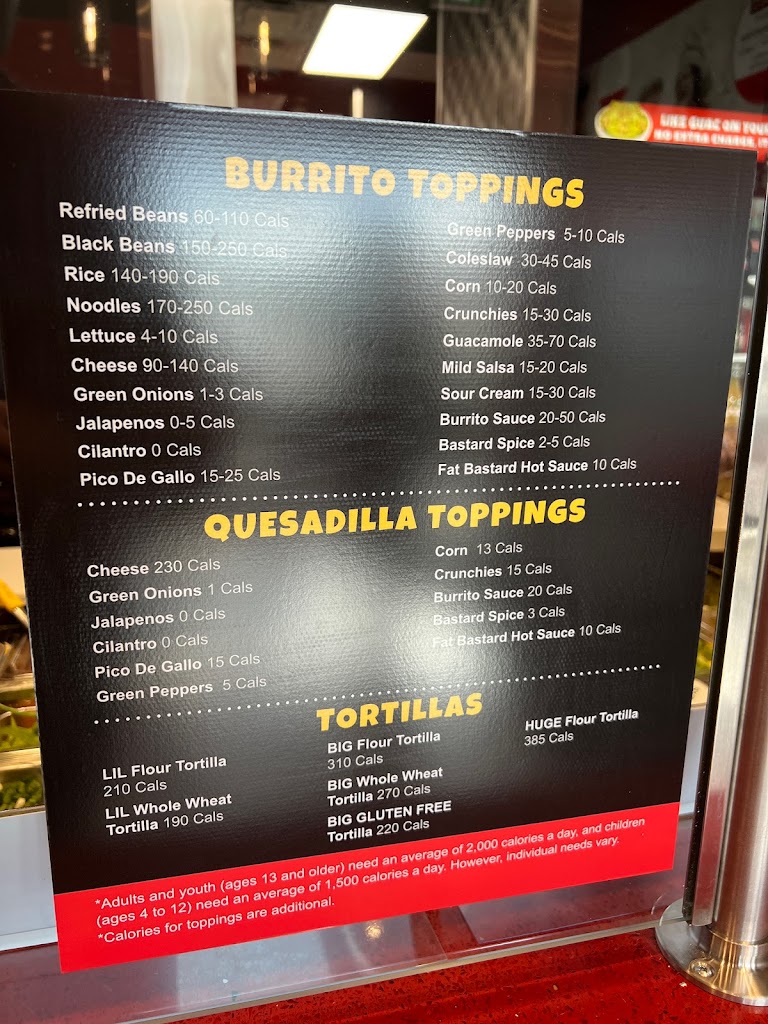 LIKE GUAC ON YOUR
NO EXTRA CHARGE, IT
BURRITO TOPPINGS
Refried Beans 60-110 Cals
Black Beans 150-250 Cals
Rice 140-190 Cals
Noodles 170-250 Cals
Lettuce 4-10 Cals
Cheese 90-140 Cals
Green Onions 1-3 Cals
Jalapenos 0-5 Cals
Cilantro 0 Cals
Pico De Gallo 15-25 Cals
Green Peppers 5-10 Cals
Coleslaw 30-45 Cals
Corn 10-20 Cals
Crunchies 15-30 Cals
Guacamole 35-70 Cals
Mild Salsa 15-20 Cals
Sour Cream 15-30 Cals
Burrito Sauce 20-50 Cals
Bastard Spice 2-5 Cals
Fat Bastard Hot Sauce 10 Cals
QUESADILLA TOPPINGS
Cheese 230 Cals
Green Onions 1 Cals
Jalapenos 0 Cals
Cilantro 0 Cals
Pico De Gallo 15 Cals
Green Peppers 5 Cals
Corn 13 Cals
Crunchies 15 Cals
Burrito Sauce 20 Cals
Bastard Spice 3 Cals
Fat Bastard Hot Sauce 10 Cals
TORTILLAS
LIL Flour Tortilla
210 Cals
LIL Whole Wheat
Tortilla 190 Cals
BIG Flour Tortilla
310 Cals
BIG Whole Wheat
Tortilla 270 Cals
BIG GLUTEN FREE
Tortilla 220 Cals
HUGE Flour Tortilla
385 Cals
*Adults and youth (ages 13 and older) need an average of 2,000 calories a day, and children
(ages 4 to 12) need an average of 1,500 calories a day. However, individual needs vary.
*Calories for toppings are additional.